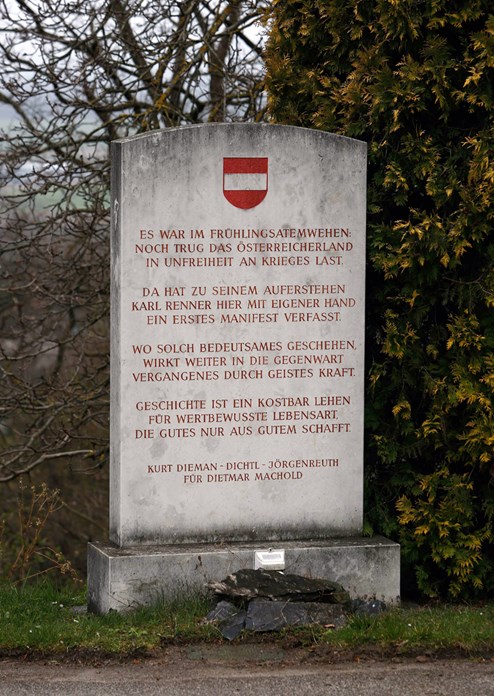 ES WAR IM FRÜHLINGSATEMWEHEN:
NOCH TRUG DAS ÖSTERREICHERLAND
IN UNFREIHEIT AN KRIEGES LAST.
DA HAT ZU SEINEM AUFERSTEHEN
KARL RENNER HIER MIT EIGENER HAND
EIN ERSTES MANIFEST VERFASST.
WO SOLCH BEDEUTSAMES GESCHEHEN,
WIRKT WEITER IN DIE GEGENWART
VERGANGENES DURCH GEISTES KRAFT.
GESCHICHTE IST EIN KOSTBAR LEHEN
FÜR WERTBEWUSSTE LEBENSART,
DIE GUTES NUR AUS GUTEM SCHAFFT.
KURT DIEMAN - DICHTL - JÖRGENREUTH
FÜR DIETMAR MACHOLD